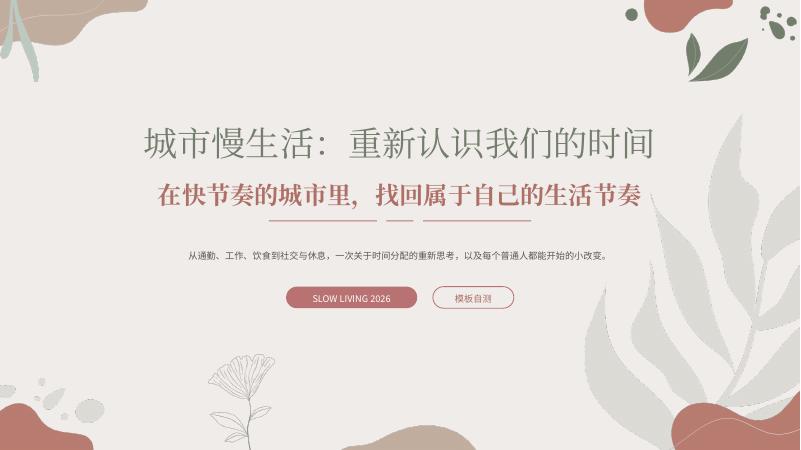 城市慢生活：重新认识我们的时间
在快节奏的城市里，找回属于自己的生活节奏
从通勤、工作、饮食到社交与休息，一次关于时间分配的重新思考，以及每个普通人都能开始的小改变。
SLOW LIVING 2026
模板自测